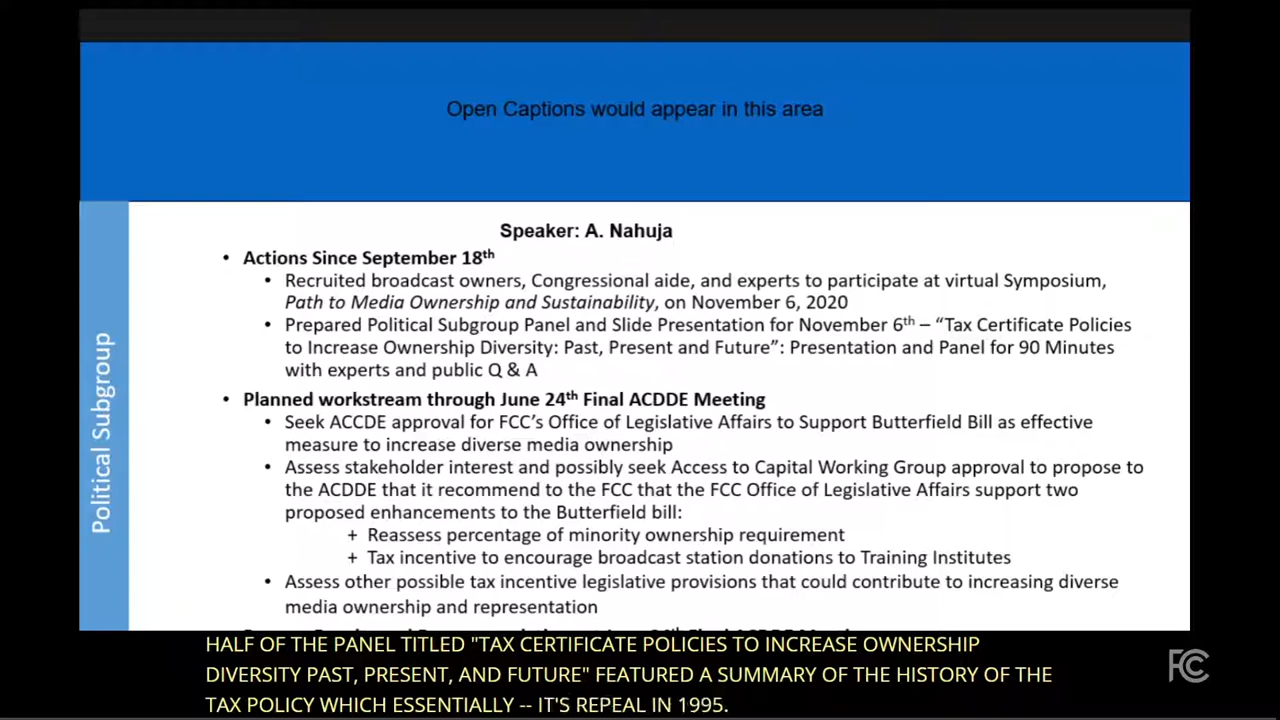 Open Captions would appear in this area
Political Subgroup
Speaker: A. Nahuja
• Actions Since September 18th
• Recruited broadcast owners, Congressional aide, and experts to participate at virtual Symposium,
Path to Media Ownership and Sustainability, on November 6, 2020
• Prepared Political Subgroup Panel and Slide Presentation for November 6th – “Tax Certificate Policies
to Increase Ownership Diversity: Past, Present and Future”: Presentation and Panel for 90 Minutes
with experts and public Q & A
• Planned workstream through June 24th Final ACDDE Meeting
• Seek ACCDE approval for FCC’s Office of Legislative Affairs to Support Butterfield Bill as effective
measure to increase diverse media ownership
• Assess stakeholder interest and possibly seek Access to Capital Working Group approval to propose to
the ACDDE that it recommend to the FCC that the FCC Office of Legislative Affairs support two
proposed enhancements to the Butterfield bill:
+ Reassess percentage of minority ownership requirement
+ Tax incentive to encourage broadcast station donations to Training Institutes
• Assess other possible tax incentive legislative provisions that could contribute to increasing diverse
media ownership and representation
HALF OF THE PANEL TITLED "TAX CERTIFICATE POLICIES TO INCREASE OWNERSHIP
DIVERSITY PAST, PRESENT, AND FUTURE" FEATURED A SUMMARY OF THE HISTORY OF THE
TAX POLICY WHICH ESSENTIALLY -- IT'S REPEAL IN 1995.
FCC